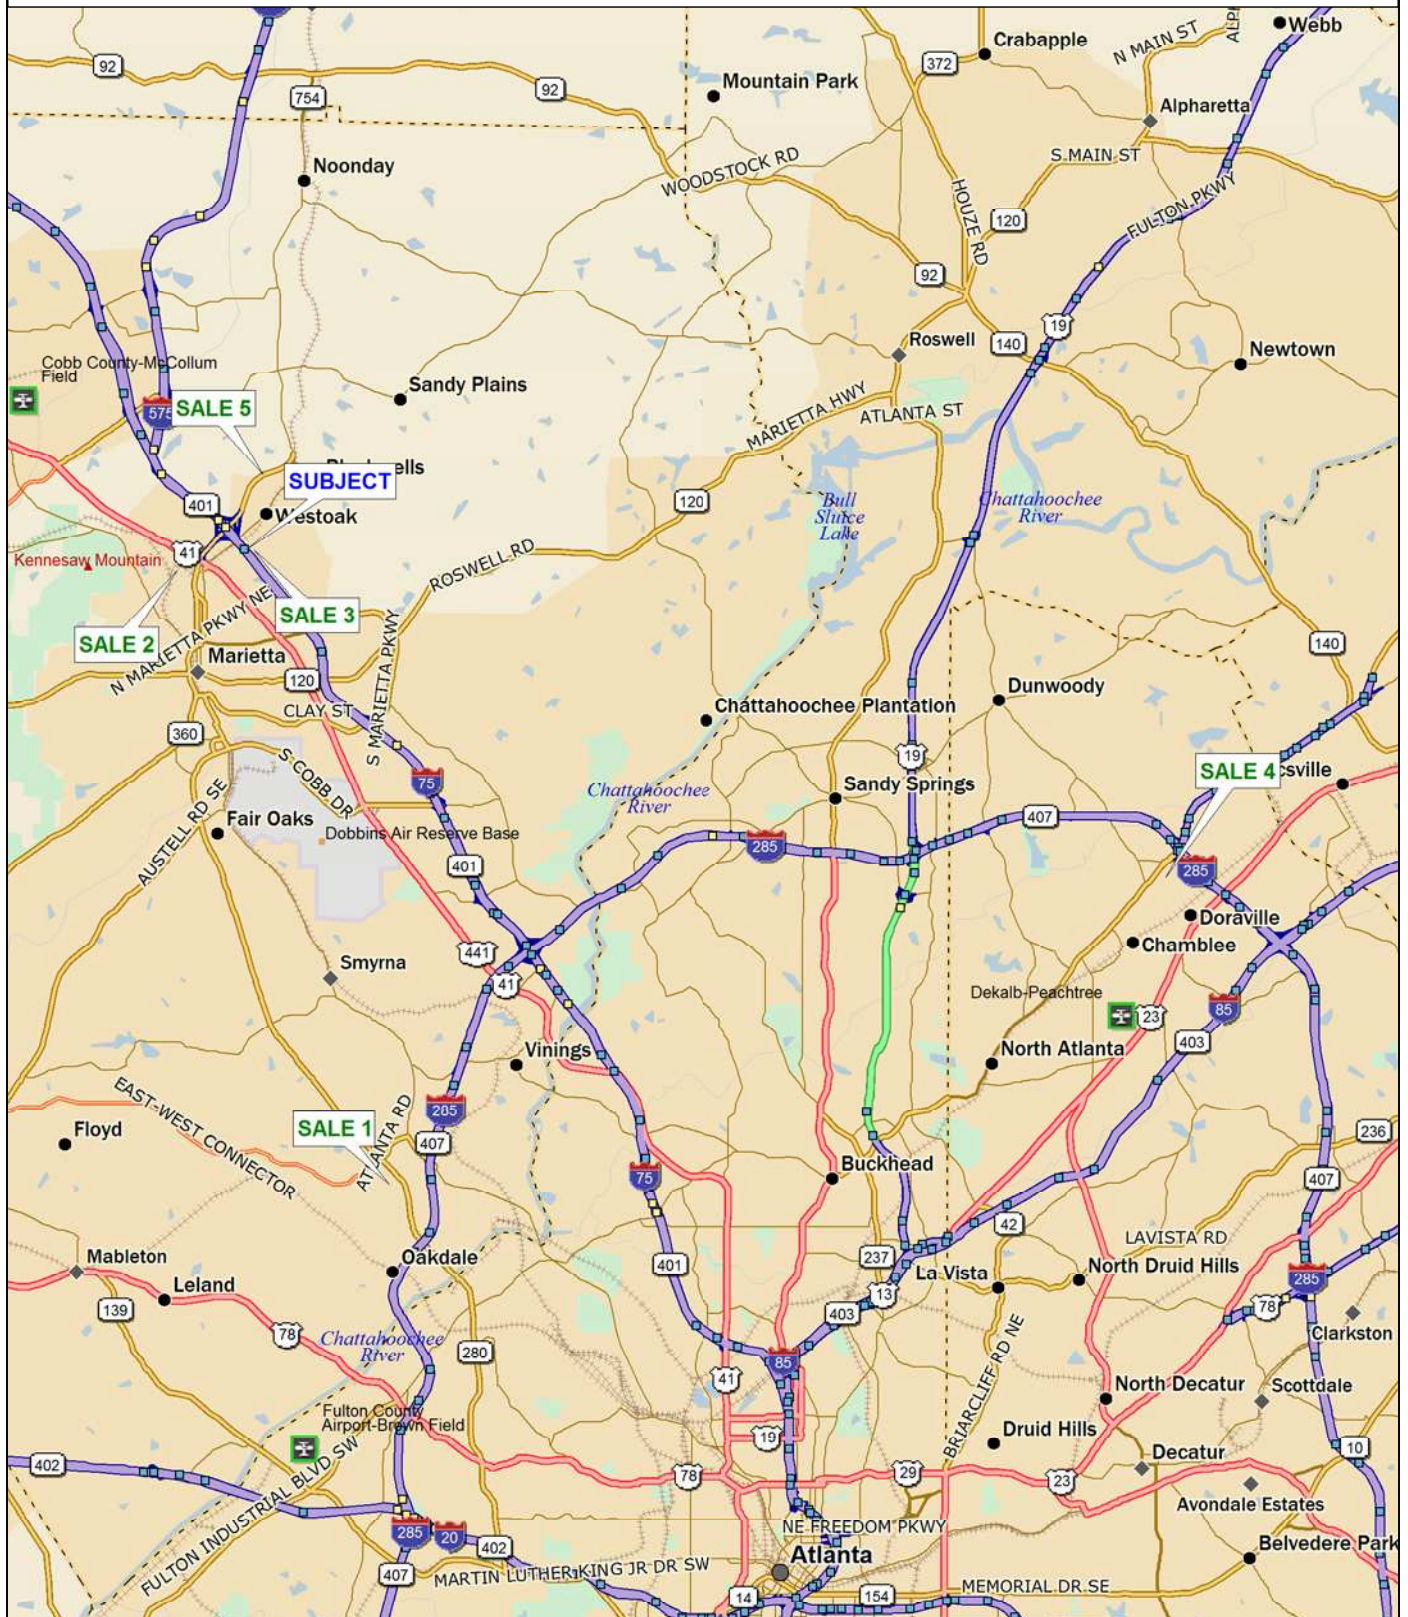 Webb
Crabapple
N MAIN ST
92
372
Mountain Park
754
92
Alpharetta
S MAIN ST
Noonday
WOODSTOCK RD
HOUZE RD
120
FULTON PKWY
92
19
Roswell
140
Newtown
Cobb County-McCollum
Field
Sandy Plains
575
SALE 5
MARIETTA HWY
ATLANTA ST
SUBJECT
401
120
Bull
Sluice
Lake
Chattahoochee
River
Westoak
41
Kennesaw Mountain
ROSWELL RD
SALE 3
SALE 2
N MARIETTA PKWY NE
140
Marietta
120
S MARIETTA PKWY
Dunwoody
CLAY ST
Chattahoochee Plantation
360
19
S COBB DR
75
SALE 4
Sandy Springs
Chattahoochee
River
AUSTELL RD SE
Fair Oaks
407
Dobbins Air Reserve Base
285
401
285
Doraville
Chamblee
441
Smyrna
41
Dekalb-Peachtree
23
85
403
North Atlanta
Vinings
EAST-WEST CONNECTOR
285
SALE 1
ATLANTA RD
Floyd
407
236
Buckhead
75
407
42
LAVISTA RD
Mableton
Oakdale
401
237
La Vista
North Druid Hills
Leland
13
285
139
403
78
78
Clarkston
Chattahoochee
River
280
BRIARCLIFF RD NE
85
41
North Decatur
Scottdale
Fulton County
Airport-Brown Field
19
Druid Hills
Decatur
10
402
FULTON INDUSTRIAL BLVD SW
78
29
23
Avondale Estates
NE FREEDOM PKWY
285
20
402
Belvedere Park
Atlanta
407
MARTIN LUTHER KING JR DR SW
14
154
MEMORIAL DR SE